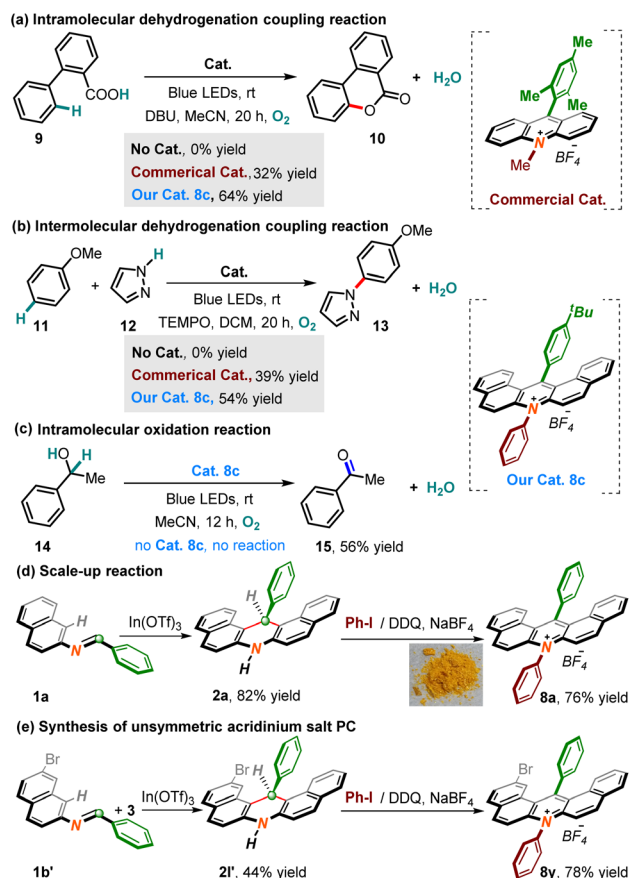 (a) Intramolecular dehydrogenation coupling reaction
COOH
H
9
Cat.
Blue LEDs, rt
DBU, MeCN, 20 h, O2
O
O
10
+ H2O
No Cat., 0% yield
Commerical Cat., 32% yield
Our Cat. 8c, 64% yield
Me
Me
Me
N
+
Me
BF4
−
Commercial Cat.
(b) Intermolecular dehydrogenation coupling reaction
OMe
H
11
+
H
N
N
12
Cat.
Blue LEDs, rt
TEMPO, DCM, 20 h, O2
OMe
N
N
13
+ H2O
No Cat., 0% yield
Commercial Cat., 39% yield
Our Cat. 8c, 54% yield
tBu
N
+
BF4
−
Our Cat. 8c
(c) Intramolecular oxidation reaction
HO
H
Me
14
Cat. 8c
Blue LEDs, rt
MeCN, 12 h, O2
no Cat. 8c, no reaction
O
Me
15, 56% yield
+ H2O
(d) Scale-up reaction
H
N
1a
In(OTf)3
H
N
H
2a, 82% yield
Ph-I / DDQ, NaBF4
N
+
BF4
−
8a, 76% yield
(e) Synthesis of unsymmetric acridinium salt PC
Br
H
N
1b'
+ 3
In(OTf)3
Br
H
N
H
2l', 44% yield
Ph-I / DDQ, NaBF4
Br
N
+
BF4
−
8y, 78% yield